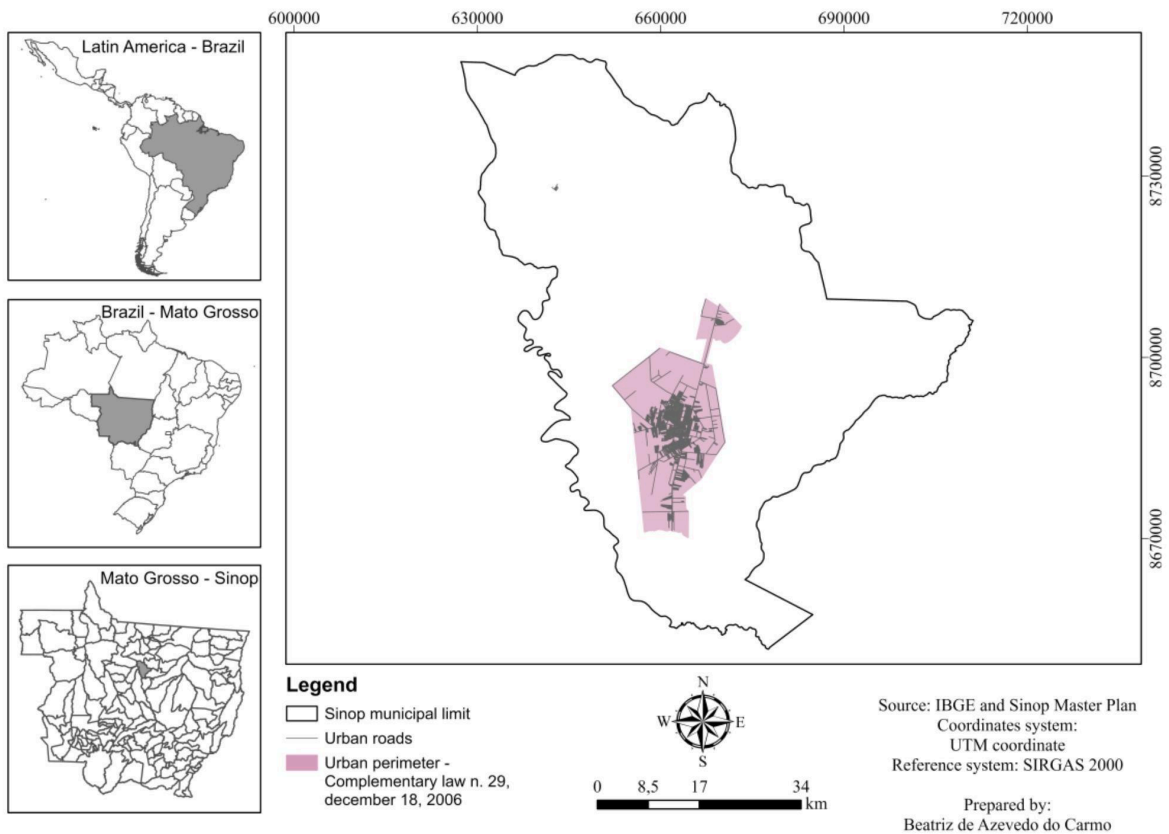 600000 630000 660000 690000 720000
Latin America - Brazil
8730000
Brazil - Mato Grosso
8700000
8670000
Mato Grosso - Sinop
Legend
Sinop municipal limit
Urban roads
Urban perimeter -
Complementary law n. 29,
december 18, 2006
N
W E
S
0 8,5 17 34
km
Source: IBGE and Sinop Master Plan
Coordinates system:
UTM coordinate
Reference system: SIRGAS 2000
Prepared by:
Beatriz de Azevedo do Carmo